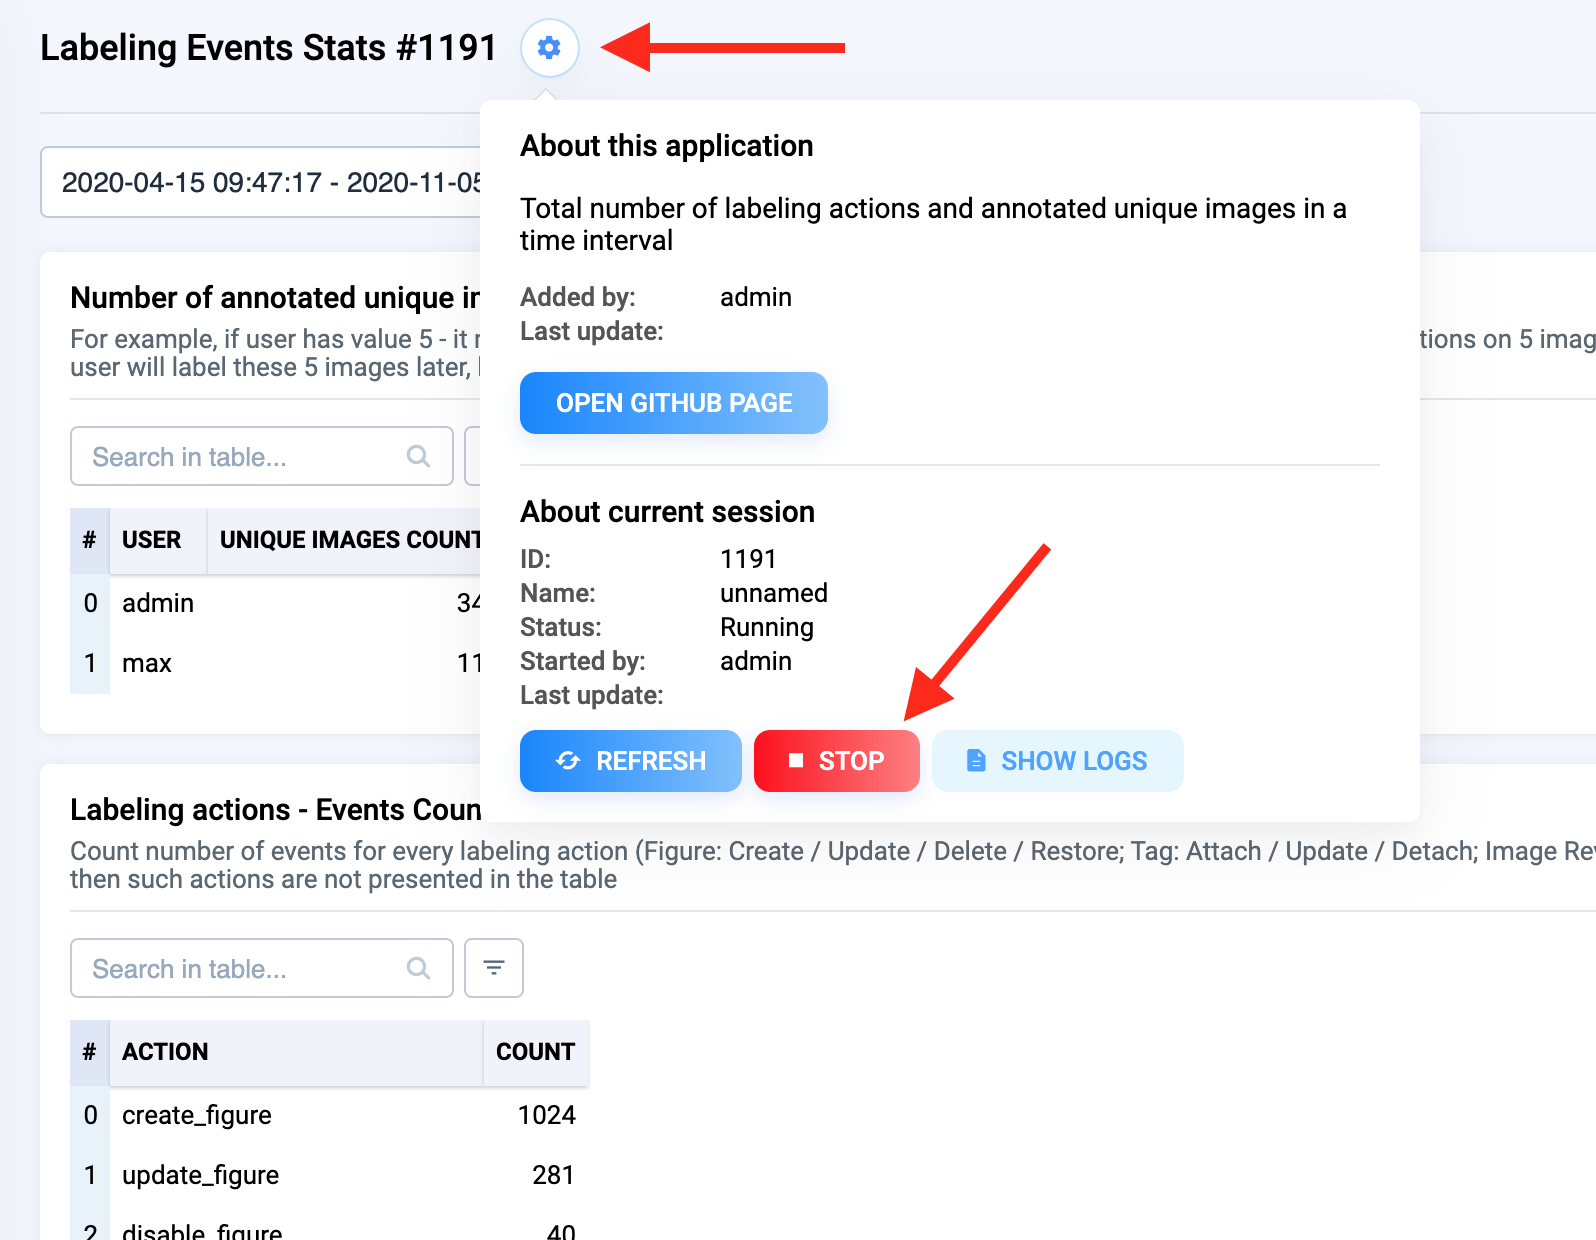 Labeling Events Stats #1191
About this application
2020-04-15 09:47:17 - 2020-11-05
Total number of labeling actions and annotated unique images in a
time interval
Added by: admin
Last update:
OPEN GITHUB PAGE
Number of annotated unique
For example, if user has value 5 - it
tions on 5
user will label these 5 images later,
Search in table...
# USER UNIQUE IMAGES COUNT
0 admin 34
1 max 11
About current session
ID: 1191
Name: unnamed
Status: Running
Started by: admin
Last update:
REFRESH STOP SHOW LOGS
Labeling actions - Events Coun
Count number of events for every labeling action (Figure: Create / Update / Delete / Restore; Tag: Attach / Update / Detach; Image
then such actions are not presented in the table
Search in table...
# ACTION COUNT
0 create_figure 1024
1 update_figure 281
2 disable_figure 40